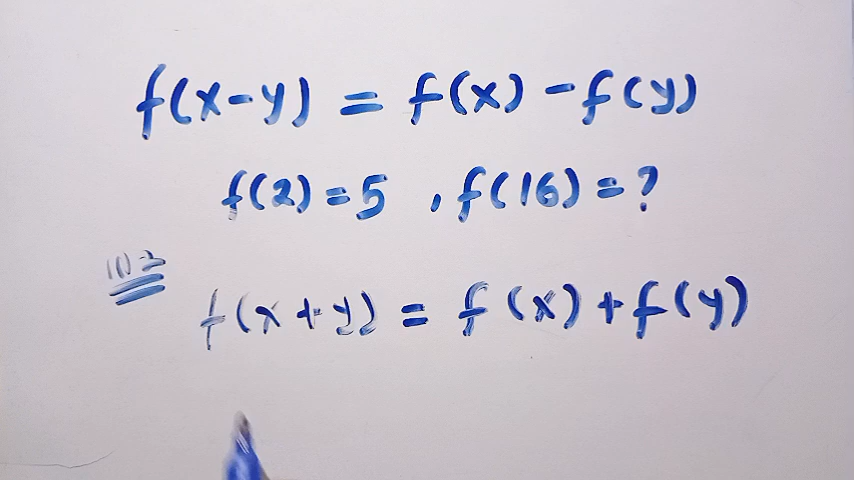 f(x-y) = f(x) - f(y)
f(2) = 5 , f(16) = ?
f(x+y) = f(x) + f(y)